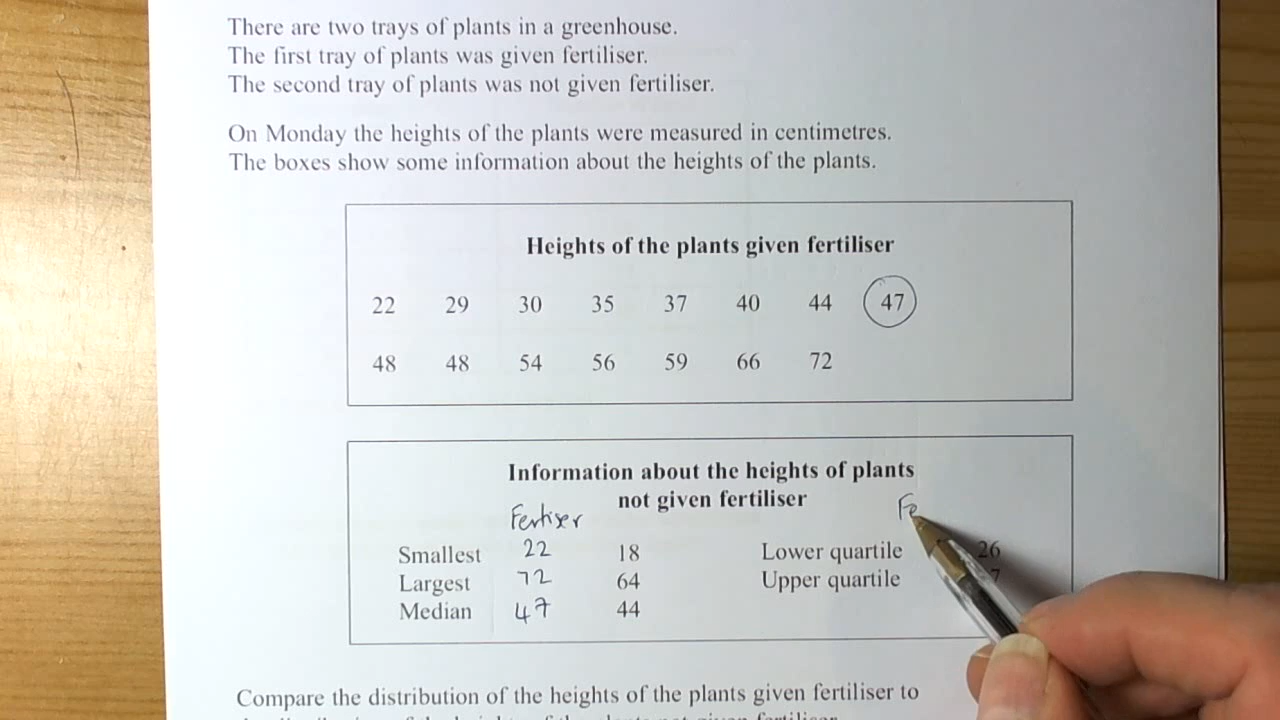 There are two trays of plants in a greenhouse.
The first tray of plants was given fertiliser.
The second tray of plants was not given fertiliser.
On Monday the heights of the plants were measured in centimetres.
The boxes show some information about the heights of the plants.
Heights of the plants given fertiliser
22 29 30 35 37 40 44 47
48 48 54 56 59 66 72
Information about the heights of plants
not given fertiliser
Fertiser Fe
Smallest 22 18 Lower quartile 26
Largest 72 64 Upper quartile
Median 47 44
Compare the distribution of the heights of the plants given fertiliser to